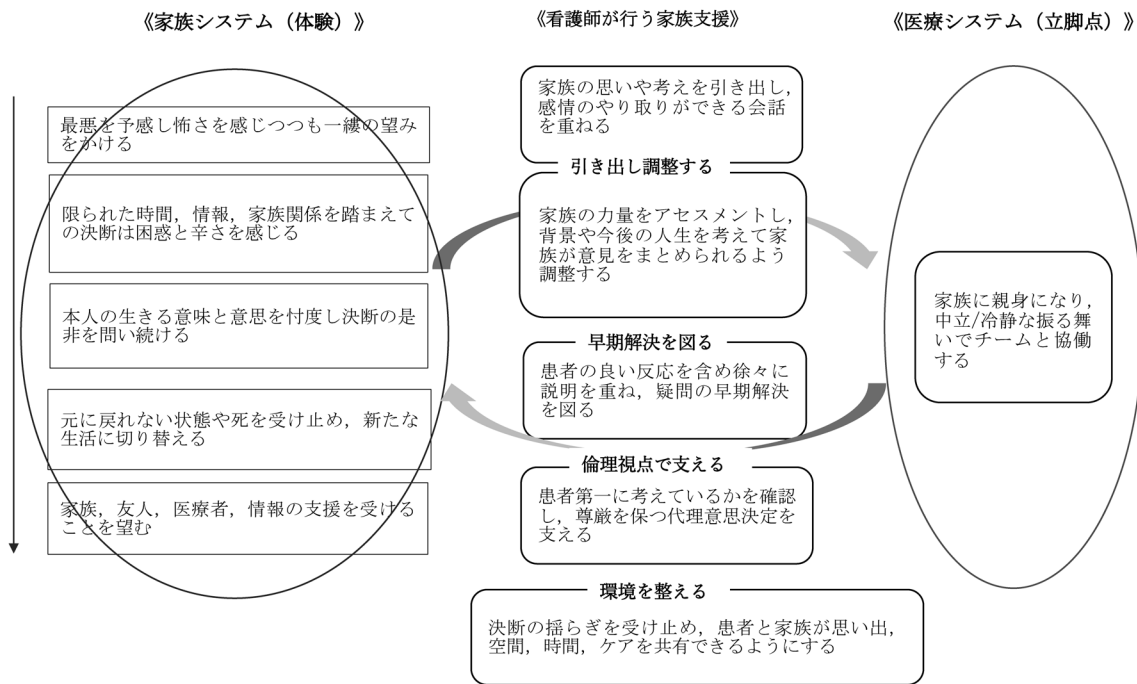 《家族システム（体験）》
《看護師が行う家族支援》
《医療システム（立脚点）》
最悪を予感し怖さを感じつつも一縷の望み
をかける
限られた時間，情報，家族関係を踏まえて
の決断は困惑と辛さを感じる
本人の生きる意味と意思を忖度し決断の是
非を問い続ける
元に戻れない状態や死を受け止め，新たな
生活に切り替える
家族，友人，医療者，情報の支援を受ける
ことを望む
家族の思いや考えを引き出し，
感情のやり取りができる会話
を重ねる
引き出し調整する
家族の力量をアセスメントし，
背景や今後の人生を考えて家
族が意見をまとめられるよう
調整する
早期解決を図る
患者の良い反応を含め徐々に
説明を重ね，疑問の早期解決
を図る
倫理視点で支える
患者第一に考えているかを確認
し，尊厳を保つ代理意思決定を
支える
環境を整える
決断の揺らぎを受け止め，患者と家族が思い出，
空間，時間，ケアを共有できるようにする
家族に親身になり，
中立/冷静な振る舞
いでチームと協働
する